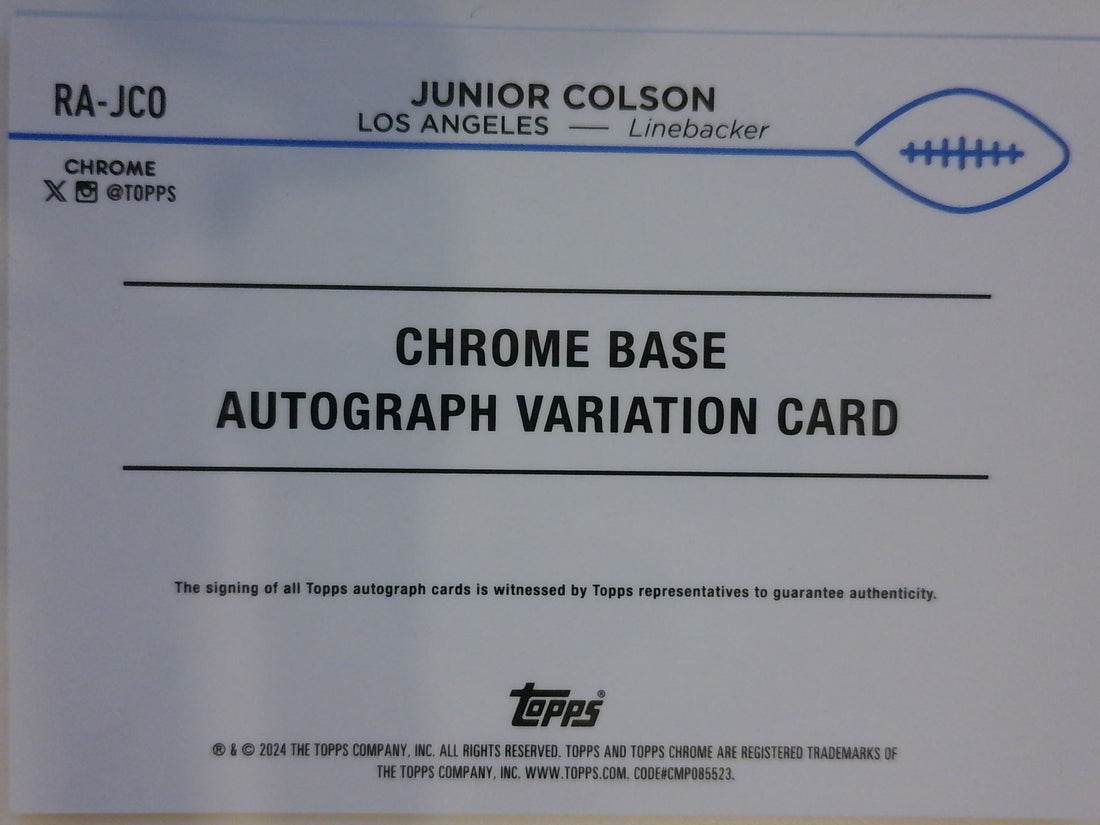 RA-JCO
JUNIOR COLSON
LOS ANGELES — Linebacker
CHROME
X @TOPPS
CHROME BASE
AUTOGRAPH VARIATION CARD
The signing of all Topps autograph cards is witnessed by Topps representatives to guarantee authenticity.
Topps®
® & © 2024 THE TOPPS COMPANY, INC. ALL RIGHTS RESERVED. TOPPS AND TOPPS CHROME ARE REGISTERED TRADEMARKS OF
THE TOPPS COMPANY, INC. WWW.TOPPS.COM. CODE#CMP085523.